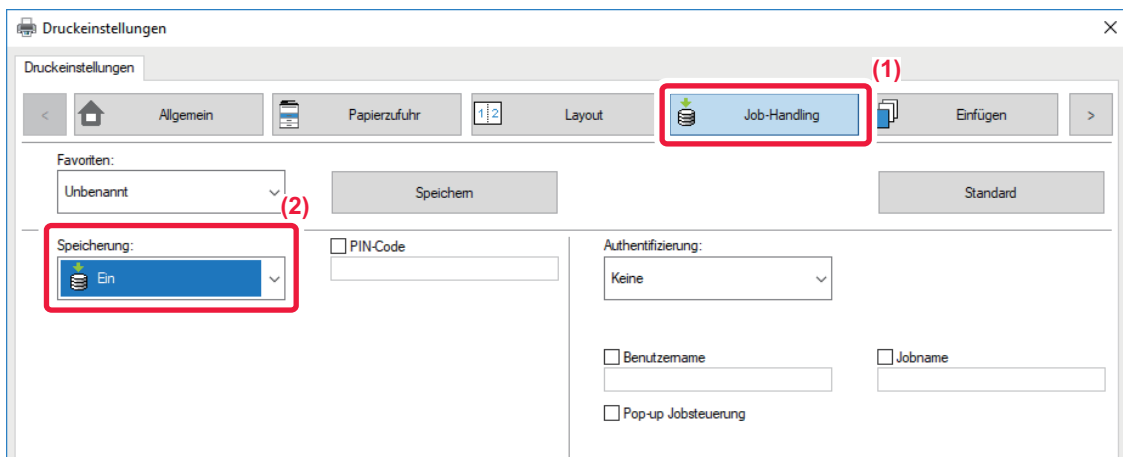 Druckeinstellungen
Druckeinstellungen
(1)
< Allgemein Papierzufuhr 1 2 Layout Job-Handling Einfügen >
Favoriten:
Unbenannt Speichern Standard
(2)
Speicherung: PIN-Code Authentifizierung:
Ein Keine
Benutzername Jobname
Pop-up Jobsteuerung